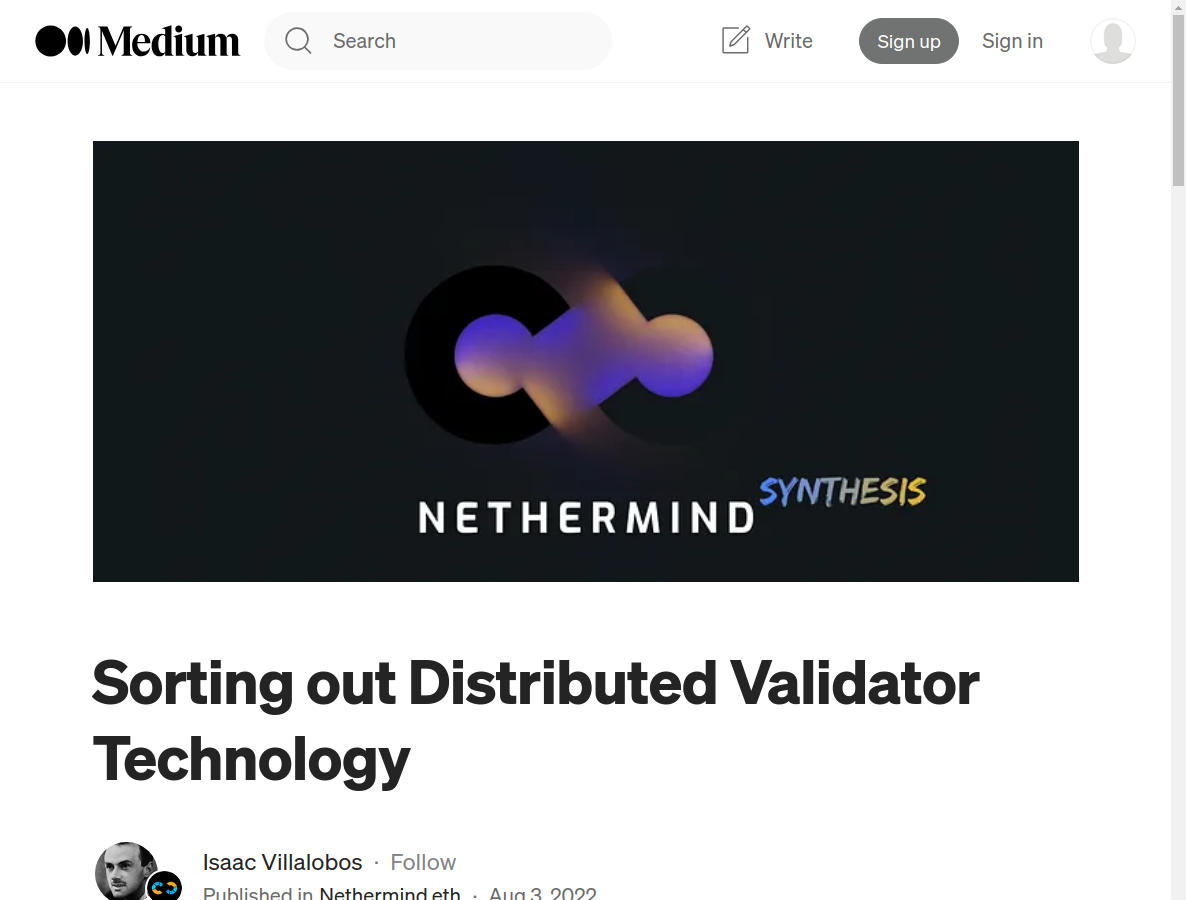 Medium
Search
Write
Sign up
Sign in
NETHERMIND SYNTHESIS
Sorting out Distributed Validator
Technology
Isaac Villalobos · Follow
Published in Nethermind.eth · Aug 3, 2022